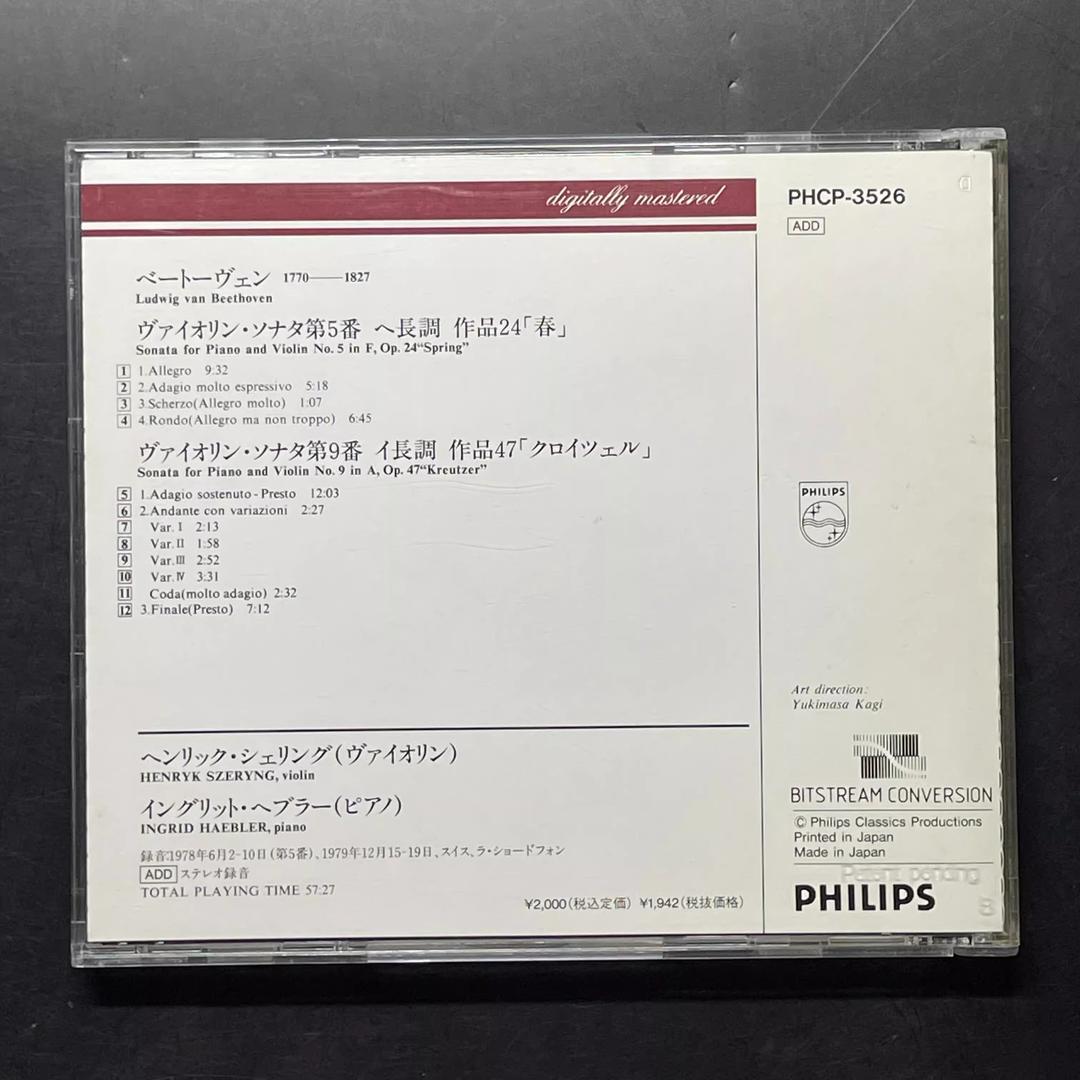 digitally mastered
PHCP-3526
ADD
ベートーヴェン 1770——1827
Ludwig van Beethoven
ヴァイオリン・ソナタ第5番 ヘ長調 作品24「春」
Sonata for Piano and Violin No. 5 in F, Op. 24“Spring”
1 1.Allegro 9:32
2 2.Adagio molto espressivo 5:18
3 3.Scherzo(Allegro molto) 1:07
4 4.Rondo(Allegro ma non troppo) 6:45
ヴァイオリン・ソナタ第9番 イ長調 作品47「クロイツェル」
Sonata for Piano and Violin No. 9 in A, Op. 47“Kreutzer”
5 1.Adagio sostenuto - Presto 12:03
6 2.Andante con variazioni 2:27
7 Var. I 2:13
8 Var. II 1:58
9 Var. III 2:52
10 Var. IV 3:31
11 Coda(molto adagio) 2:32
12 3.Finale(Presto) 7:12
PHILIPS
ヘンリック・シェリング(ヴァイオリン)
HENRYK SZERYNG, violin
イングリット・ヘブラー(ピアノ)
INGRID HAEBLER, piano
録音:1978年6月2-10日(第5番)、1979年12月15-19日、スイス、ラ・ショードフォン
ADD ステレオ録音
TOTAL PLAYING TIME 57:27
¥2,000(税込定価) ¥1,942(税抜価格)
Art direction:
Yukimasa Kagi
BITSTREAM CONVERSION
© Philips Classics Productions
Printed in Japan
Made in Japan
Patent pending
PHILIPS
8